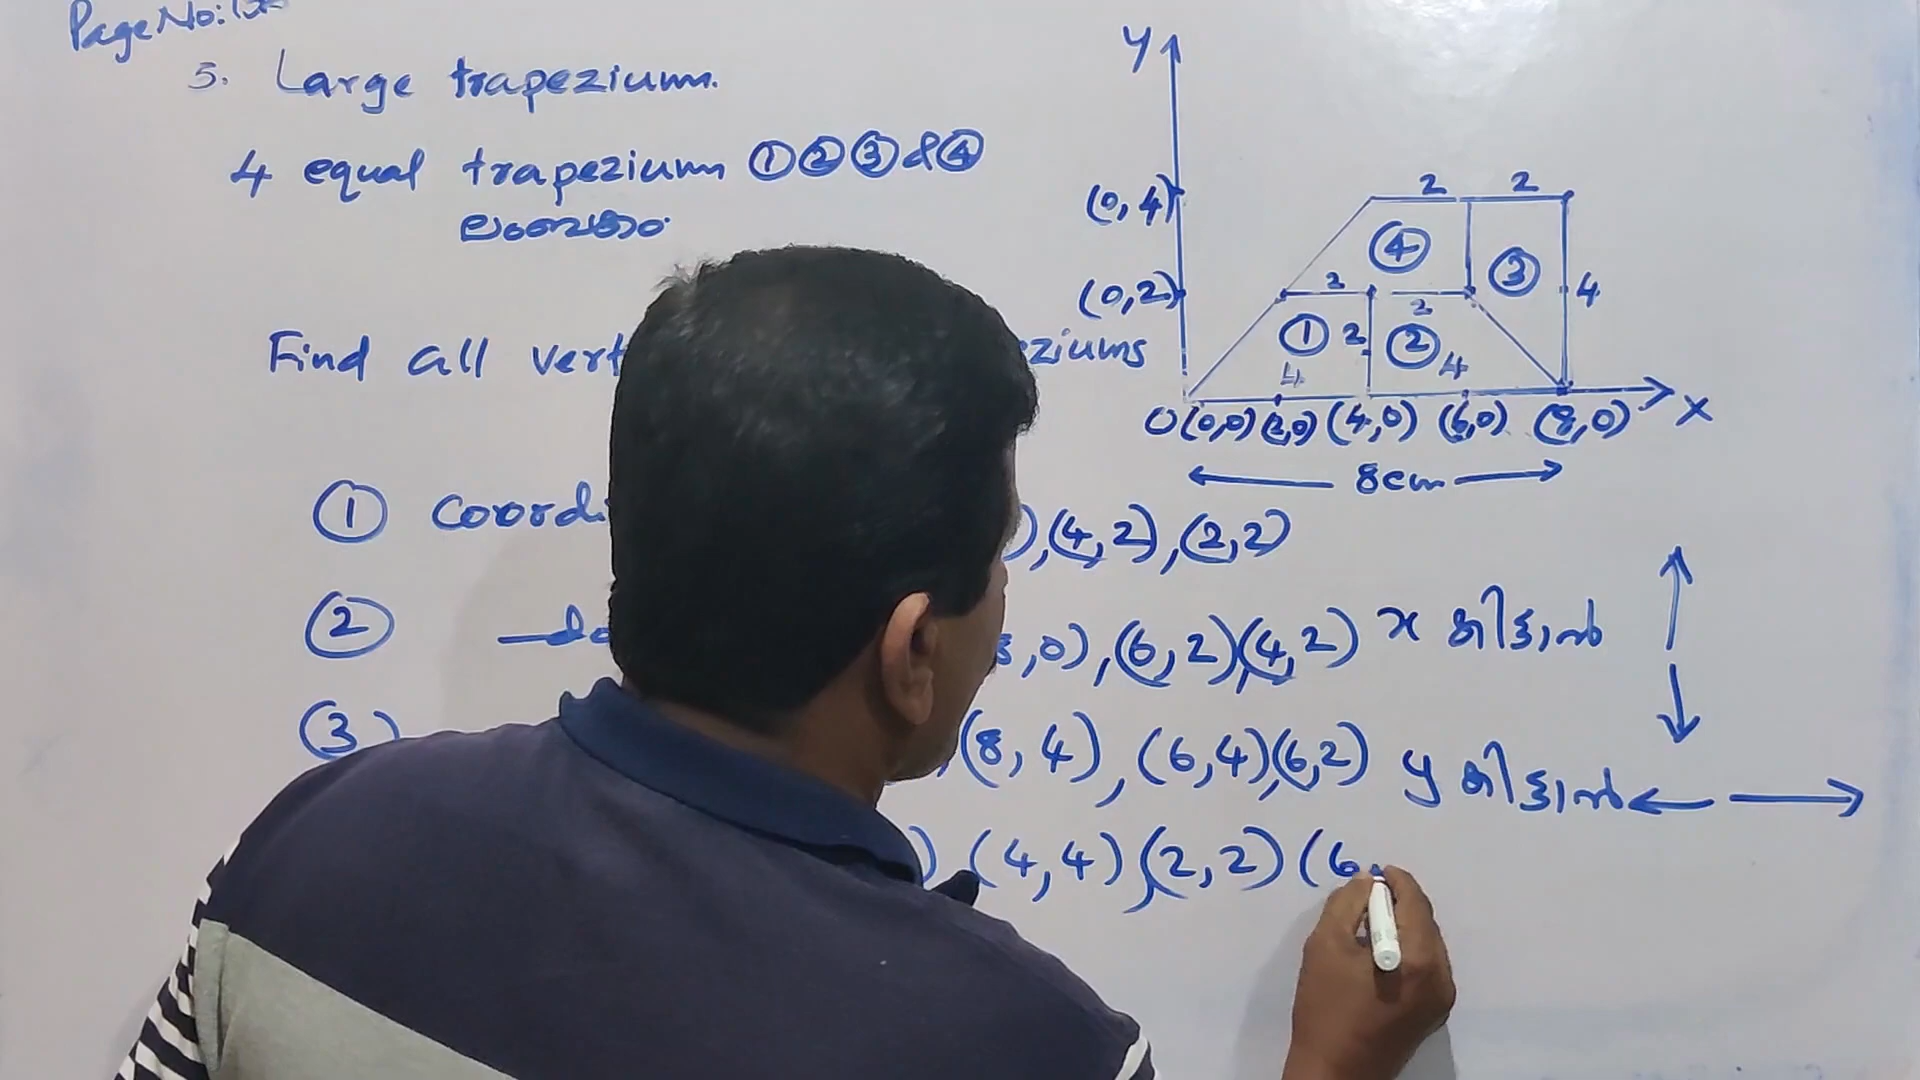 Page No:
5. Large trapezium.
4 equal trapezium ① ② ③ & ④
ലംബകം
Find all vert
eziums
① coordi
),(4,2),(2,2)
② —do
,0),(6,2)(4,2) x
③ (8,4),(6,4)(6,2) y
),(4,4),(2,2)(6
y
(0,4)
(0,2)
2 2
④ ③ 4
2 2
① 2 ② 4
4
O(0,0) (2,0) (4,0) (6,0) (8,0) x
8cm